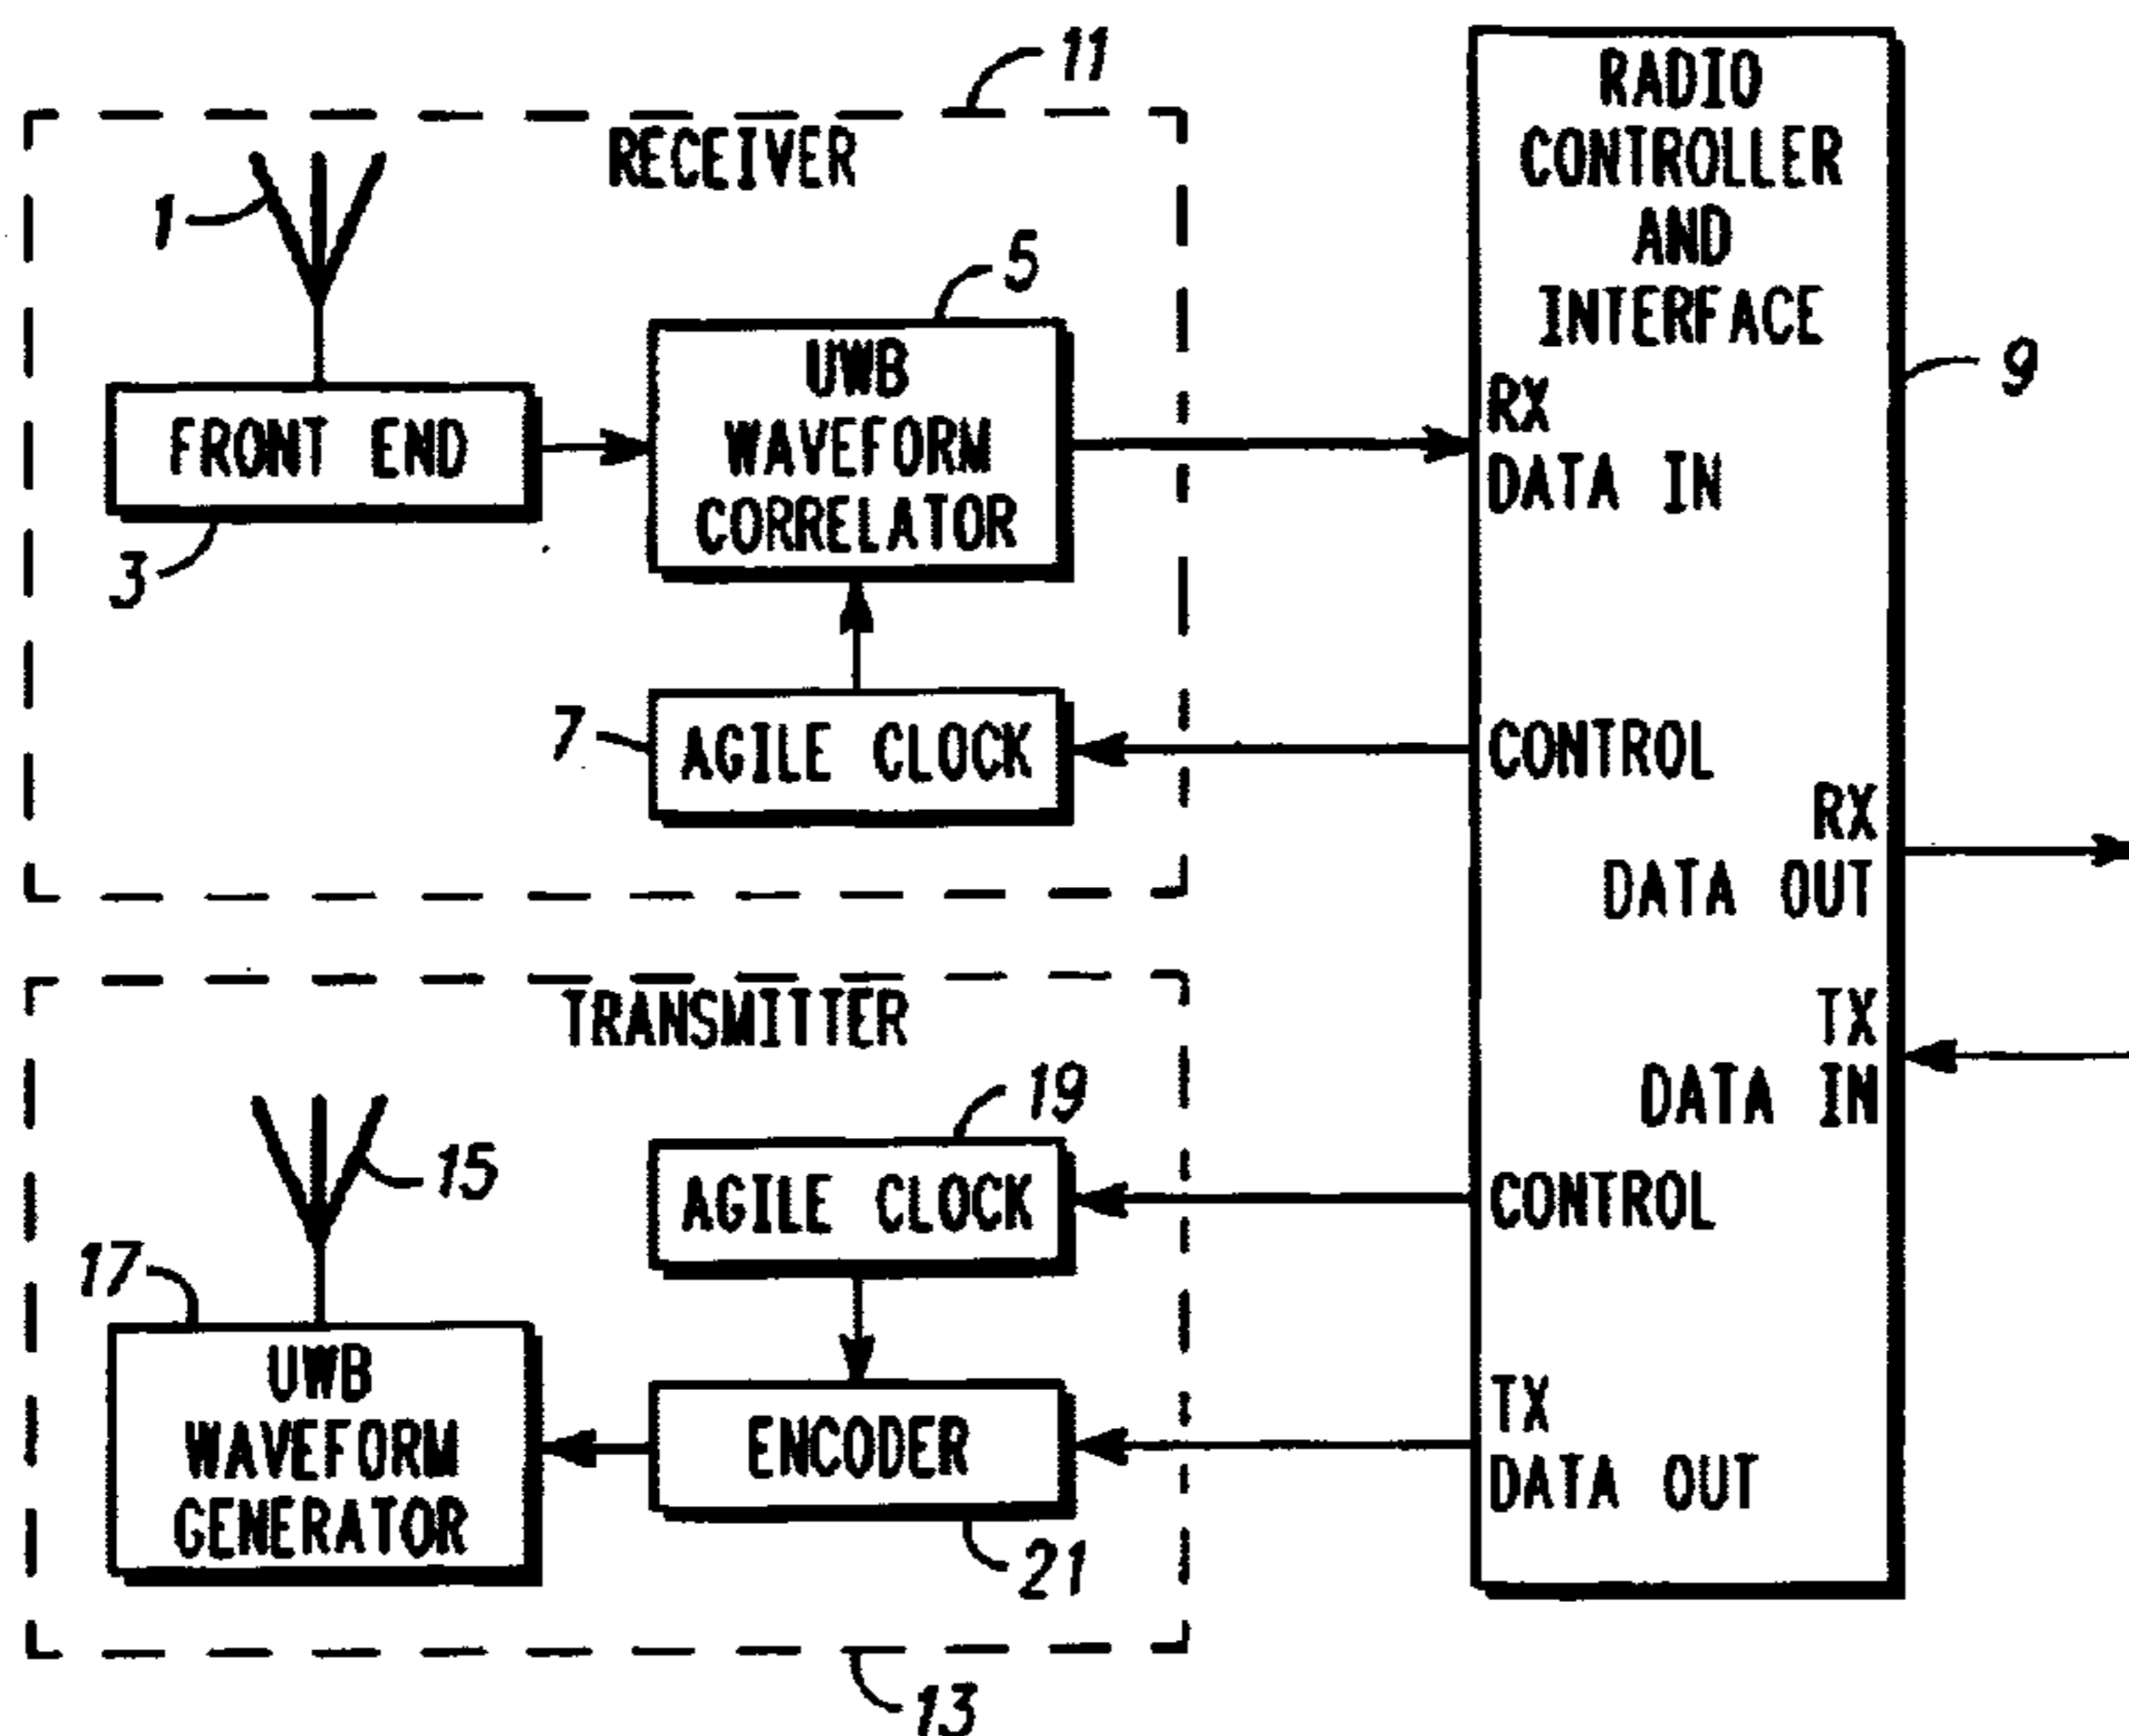 11
RECEIVER
1
5
UWB
WAVEFORM
CORRELATOR
FRONT END
3
7
AGILE CLOCK
RADIO
CONTROLLER
AND
INTERFACE
9
RX
DATA IN
CONTROL
RX
DATA OUT
TX
DATA IN
CONTROL
TX
DATA OUT
TRANSMITTER
19
15
AGILE CLOCK
17
UWB
WAVEFORM
GENERATOR
ENCODER
21
13